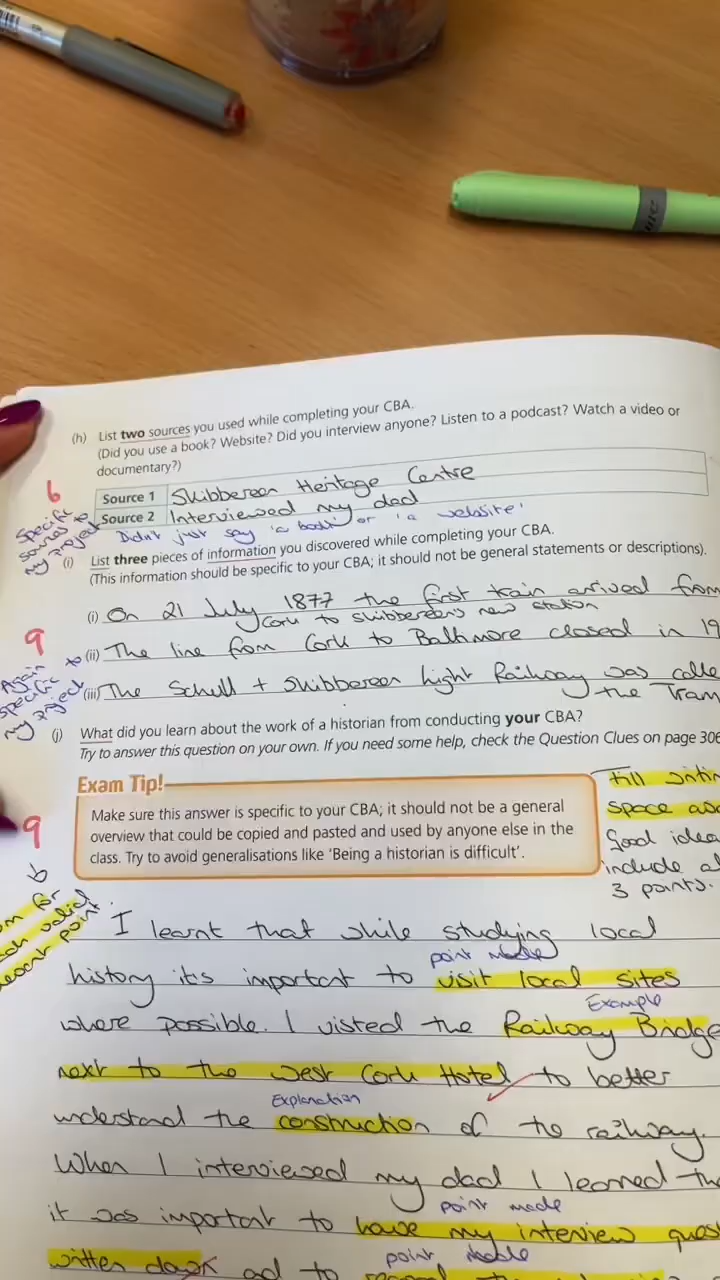 (h) List two sources you used while completing your CBA.
(Did you use a book? Website? Did you interview anyone? Listen to a podcast? Watch a video or
documentary?)
6
Source 1 Skibbereen Heritage Centre
Specific
sources to
my project
Source 2 Interviewed my dad
Didn't just say 'a book' or 'a website'
(i) List three pieces of information you discovered while completing your CBA.
(This information should be specific to your CBA; it should not be general statements or descriptions).
(i) On 21 July 1877 the first train arrived from
Cork to Skibbereen's new station
9
(ii) The line from Cork to Baltimore closed in 19
Again
specific to
my project
(iii) The Schull + Skibbereen Light Railway was calle
the Tram
(j) What did you learn about the work of a historian from conducting your CBA?
Try to answer this question on your own. If you need some help, check the Question Clues on page 306
Exam Tip!
Make sure this answer is specific to your CBA; it should not be a general
overview that could be copied and pasted and used by anyone else in the
class. Try to avoid generalisations like 'Being a historian is difficult'.
Fill entir
space
Good idea
include
3 points.
9
for
point
I learnt that while studying local
point made
history its important to visit local sites
Example
where possible. I visted the Railway Bridge
next to the West Cork Hotel to better
Explanation
understand the construction of the railway.
When I interviewed my dad I learned tha
point made
it was important to have my interview ques
point made
written down and to